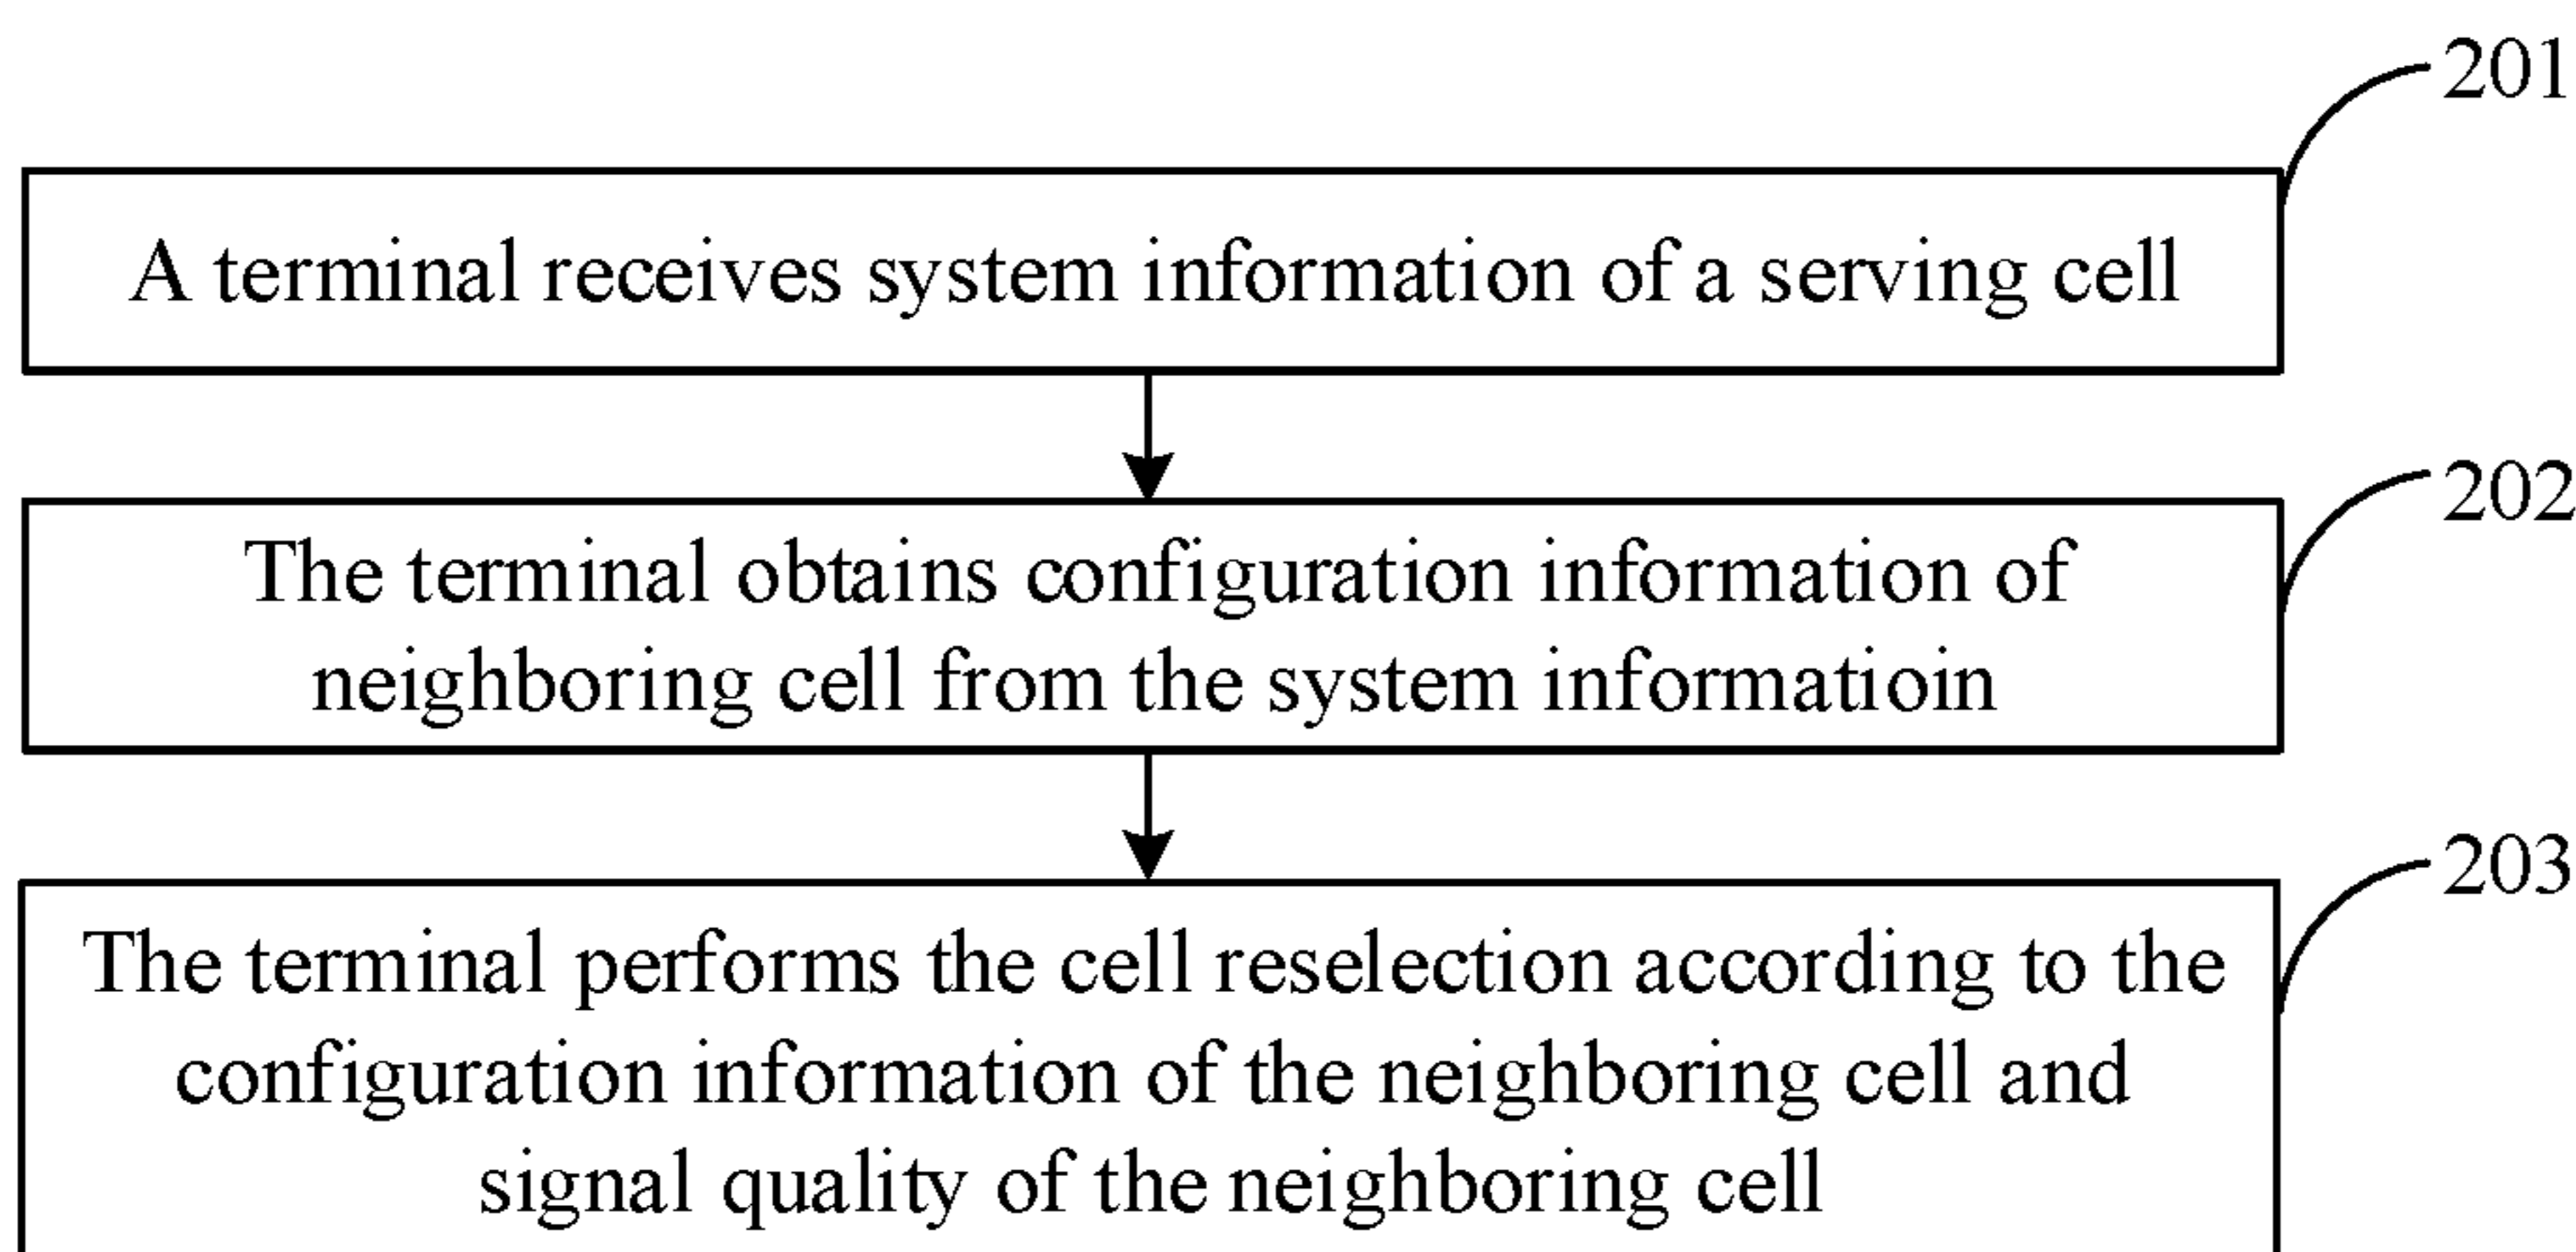 201
A terminal receives system information of a serving cell
202
The terminal obtains configuration information of
neighboring cell from the system informatioin
203
The terminal performs the cell reselection according to the
configuration information of the neighboring cell and
signal quality of the neighboring cell